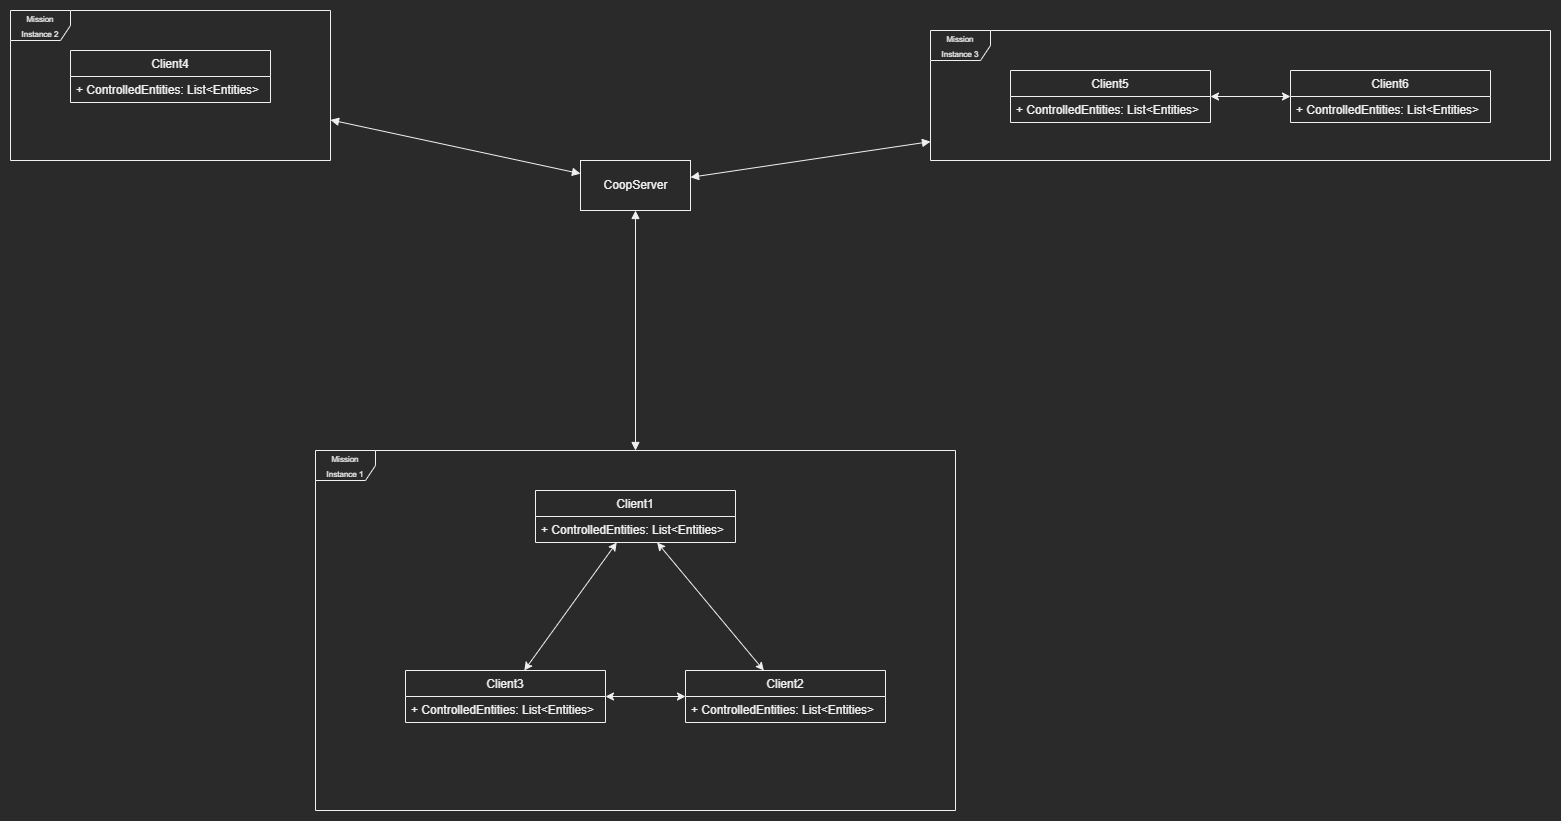 Mission
Instance 2
Client4
+ ControlledEntities: List<Entities>
Mission
Instance 3
Client5
+ ControlledEntities: List<Entities>
Client6
+ ControlledEntities: List<Entities>
CoopServer
Mission
Instance 1
Client1
+ ControlledEntities: List<Entities>
Client3
+ ControlledEntities: List<Entities>
Client2
+ ControlledEntities: List<Entities>